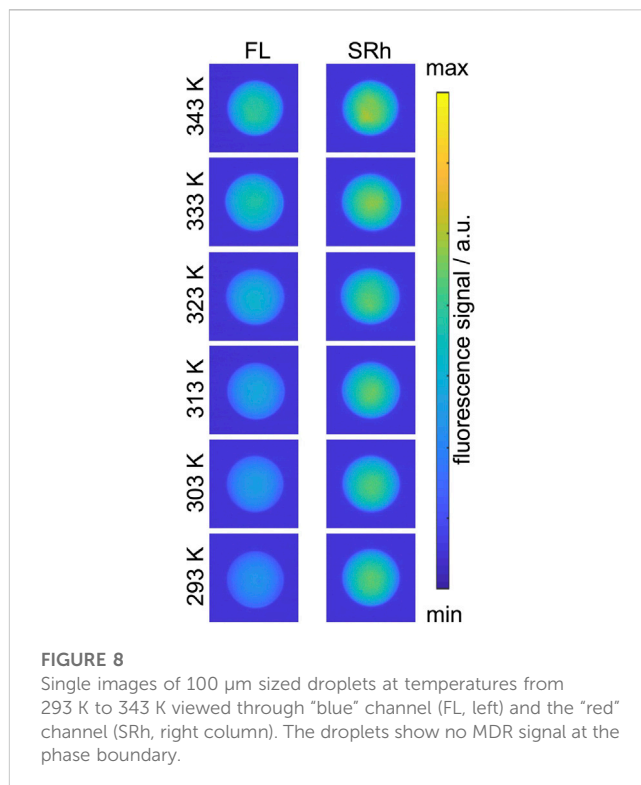 FL SRh
max
343 K
333 K
323 K
313 K
303 K
293 K
fluorescence signal / a.u.
min
FIGURE 8
Single images of 100 µm sized droplets at temperatures from
293 K to 343 K viewed through “blue” channel (FL, left) and the “red”
channel (SRh, right column). The droplets show no MDR signal at the
phase boundary.